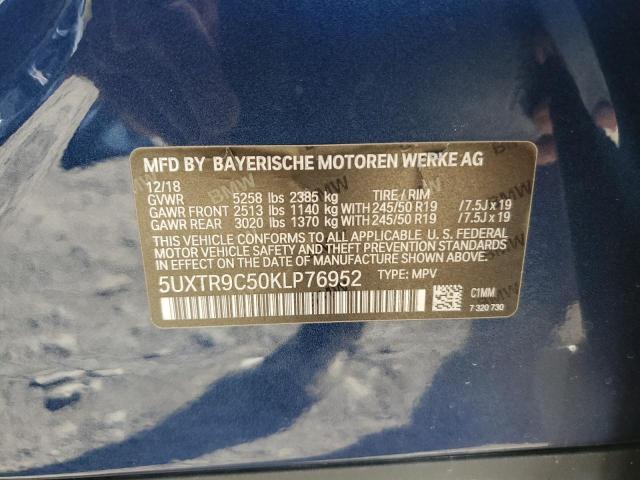 MFD BY BAYERISCHE MOTOREN WERKE AG
12/18
GVWR 5258 lbs 2385 kg TIRE / RIM
GAWR FRONT 2513 lbs 1140 kg WITH 245/50 R19 /7.5J x 19
GAWR REAR 3020 lbs 1370 kg WITH 245/50 R19 /7.5J x 19
THIS VEHICLE CONFORMS TO ALL APPLICABLE U. S. FEDERAL
MOTOR VEHICLE SAFETY AND THEFT PREVENTION STANDARDS
IN EFFECT ON THE DATE OF MANUFACTURE SHOWN ABOVE.
5UXTR9C50KLP76952 TYPE: MPV
C1MM
7 320 730